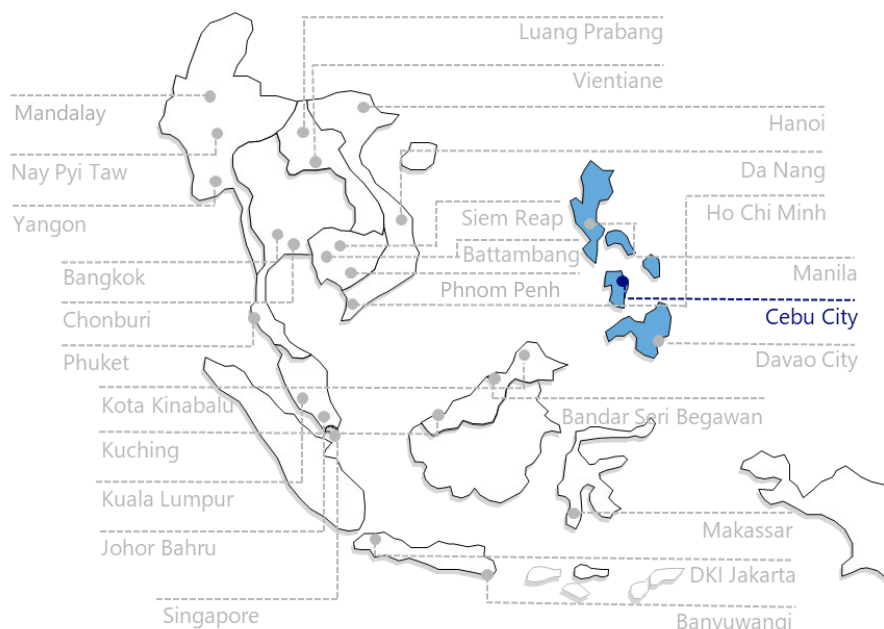 Luang Prabang
Vientiane
Mandalay
Hanoi
Nay Pyi Taw
Da Nang
Yangon
Siem Reap
Ho Chi Minh
Battambang
Bangkok
Manila
Phnom Penh
Chonburi
Cebu City
Phuket
Davao City
Kota Kinabalu
Bandar Seri Begawan
Kuching
Kuala Lumpur
Makassar
Johor Bahru
DKI Jakarta
Singapore
Banyuwangi